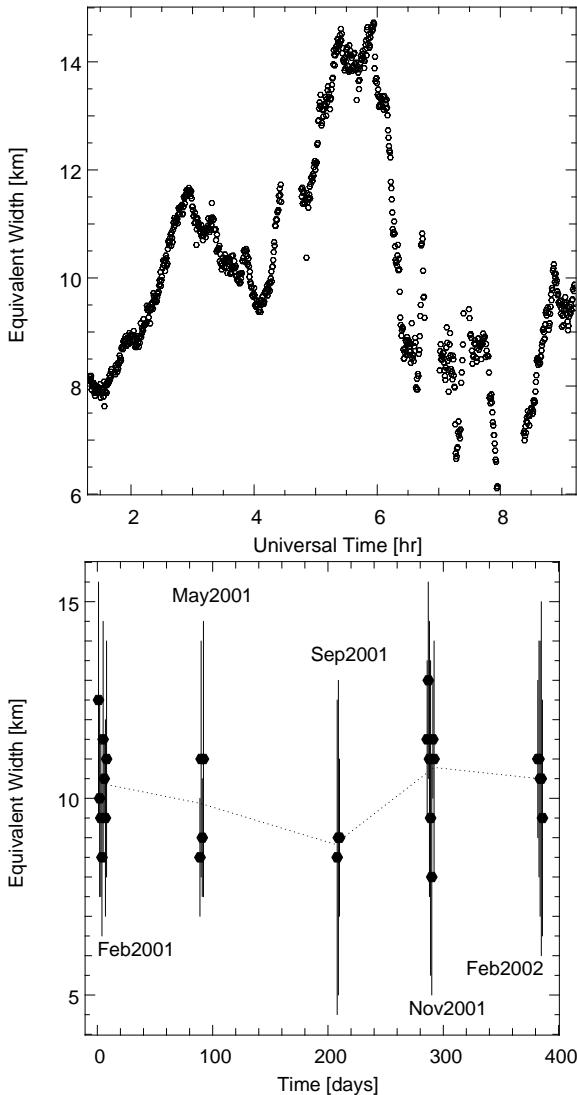 14
12
10
8
6
Equivalent Width [km]
2 4 6 8
Universal Time [hr]
15
10
5
Equivalent Width [km]
May2001
Sep2001
Feb2001
Feb2002
Nov2001
0 100 200 300 400
Time [days]